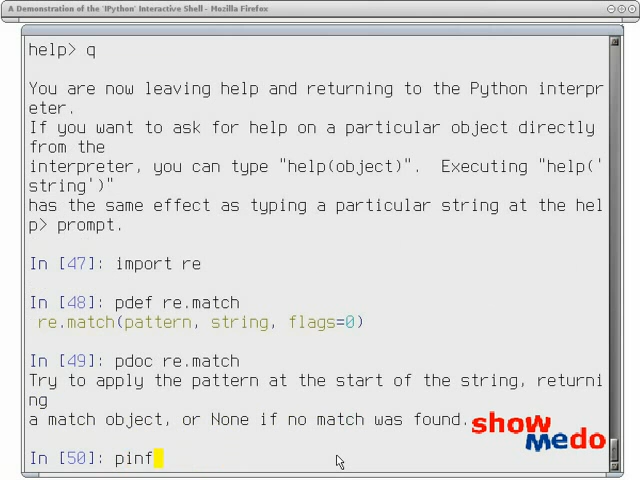 A Demonstration of the 'IPython' Interactive Shell - Mozilla Firefox
help> q
You are now leaving help and returning to the Python interpr
eter.
If you want to ask for help on a particular object directly
from the
interpreter, you can type "help(object)".  Executing "help('
string')"
has the same effect as typing a particular string at the hel
p> prompt.
In [47]: import re
In [48]: pdef re.match
re.match(pattern, string, flags=0)
In [49]: pdoc re.match
Try to apply the pattern at the start of the string, returni
ng
a match object, or None if no match was found.
show
medo
In [50]: pinf